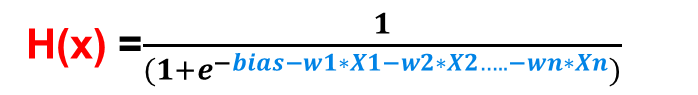 H(x) = 1 / (1+e^(−bias−w1*X1−w2*X2.....−wn*Xn))